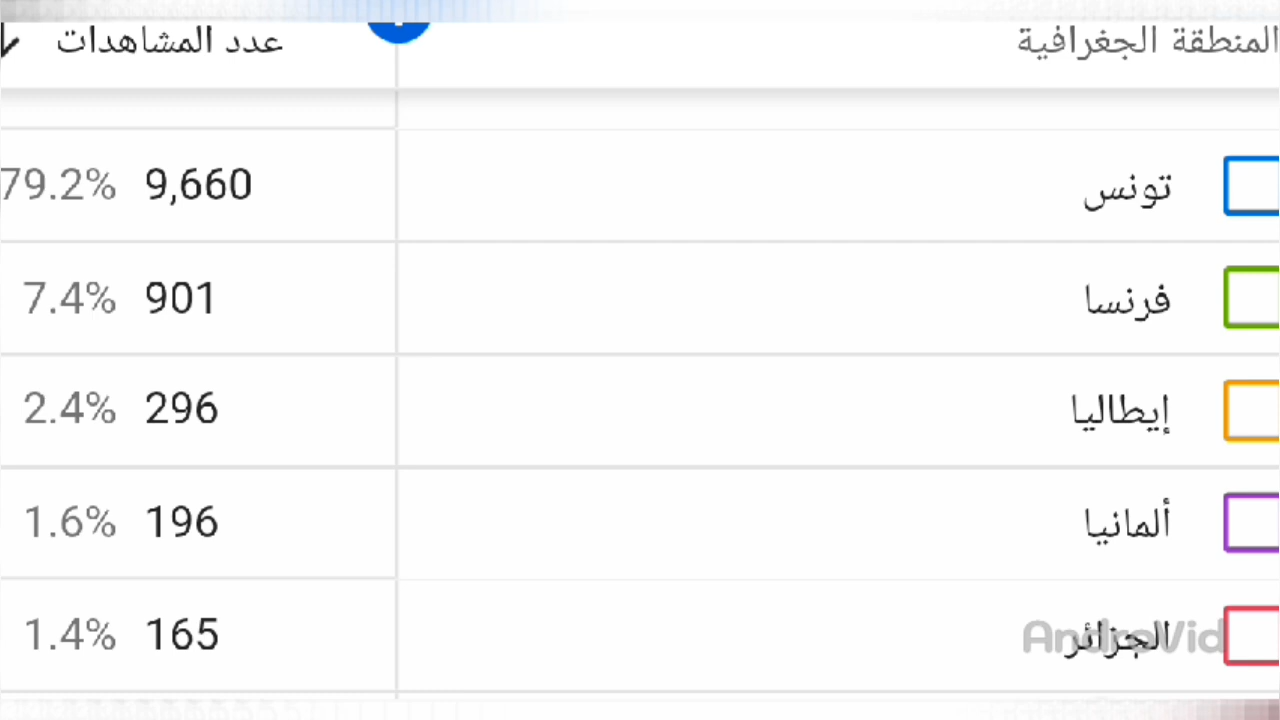 المنطقة الجغرافية عدد المشاهدات
تونس 9,660 79.2%
فرنسا 901 7.4%
إيطاليا 296 2.4%
ألمانيا 196 1.6%
الجزائر 165 1.4%
AndroVid